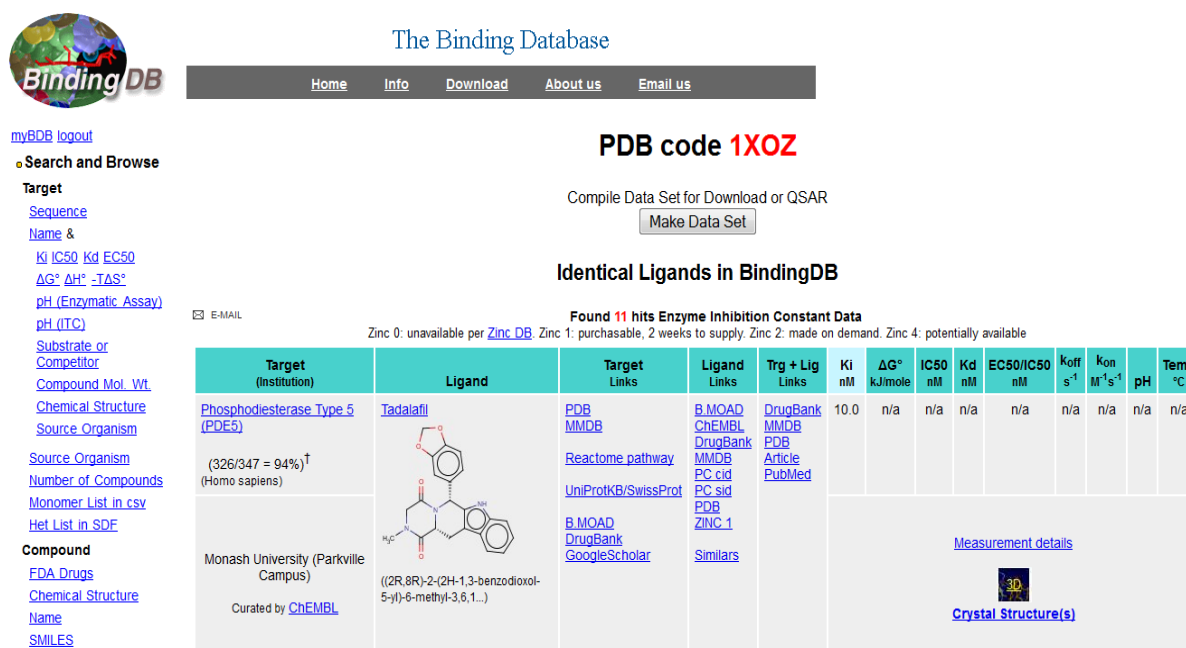 BindingDB
The Binding Database
Home Info Download About us Email us
myBDB logout
Search and Browse
Target
Sequence
Name &
Ki IC50 Kd EC50
ΔG° ΔH° -TΔS°
pH (Enzymatic Assay)
pH (ITC)
Substrate or
Competitor
Compound Mol. Wt.
Chemical Structure
Source Organism
Source Organism
Number of Compounds
Monomer List in csv
Het List in SDF
Compound
FDA Drugs
Chemical Structure
Name
SMILES
PDB code 1XOZ
Compile Data Set for Download or QSAR
Make Data Set
Identical Ligands in BindingDB
E-MAIL
Found 11 hits Enzyme Inhibition Constant Data
Zinc 0: unavailable per Zinc DB. Zinc 1: purchasable, 2 weeks to supply. Zinc 2: made on demand. Zinc 4: potentially available
Target
(Institution)
Ligand
Target
Links
Ligand
Links
Trg + Lig
Links
Ki
nM
ΔG°
kJ/mole
IC50
nM
Kd
nM
EC50/IC50
nM
koff
s-1
kon
M-1s-1
pH
Tem
°C
Phosphodiesterase Type 5
(PDE5)
(326/347 = 94%)†
(Homo sapiens)
Monash University (Parkville
Campus)
Curated by ChEMBL
Tadalafil
O
O
O
N
NH
N
H3C
O
((2R,8R)-2-(2H-1,3-benzodioxol-
5-yl)-6-methyl-3,6,1...)
PDB
MMDB
Reactome pathway
UniProtKB/SwissProt
B.MOAD
DrugBank
GoogleScholar
B.MOAD
ChEMBL
DrugBank
MMDB
PC cid
PC sid
PDB
ZINC 1
Similars
DrugBank
MMDB
PDB
Article
PubMed
10.0 n/a n/a n/a n/a n/a n/a n/a n/a
Measurement details
3D
Crystal Structure(s)